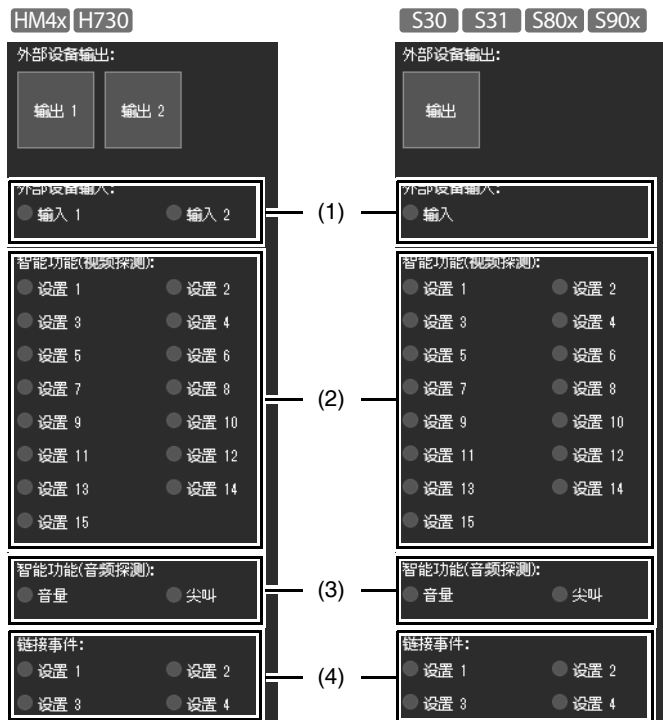 HM4x H730
外部设备输出:
输出 1 输出 2
外部设备输入:
输入 1 输入 2
智能功能(视频探测):
设置 1 设置 2
设置 3 设置 4
设置 5 设置 6
设置 7 设置 8
设置 9 设置 10
设置 11 设置 12
设置 13 设置 14
设置 15
智能功能(音频探测):
音量 尖叫
链接事件:
设置 1 设置 2
设置 3 设置 4
(1)
(2)
(3)
(4)
S30 S31 S80x S90x
外部设备输出:
输出
外部设备输入:
输入
智能功能(视频探测):
设置 1 设置 2
设置 3 设置 4
设置 5 设置 6
设置 7 设置 8
设置 9 设置 10
设置 11 设置 12
设置 13 设置 14
设置 15
智能功能(音频探测):
音量 尖叫
链接事件:
设置 1 设置 2
设置 3 设置 4